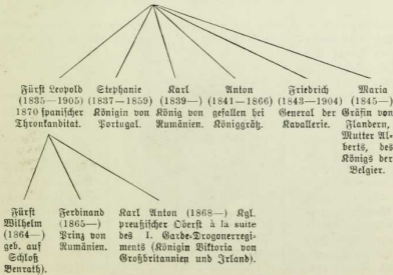 Fürst Leopold
(1835—1905)
1870 spanischer
Thronkanditat.
Stephanie
(1837—1859)
Königin von
Portugal.
Karl
(1839—)
König von
Rumänien.
Anton
(1841—1866)
gefallen bei
Königgrätz.
Friedrich
(1843—1904)
General der
Kavallerie.
Maria
(1845—)
Gräfin von
Flandern,
Mutter Al-
berts, des
Königs der
Belgier.
Fürst
Wilhelm
(1864—)
geb. auf
Schloß
Benrath).
Ferdinand
(1865—)
Prinz von
Rumänien.
Karl Anton (1868—) Kgl.
preußischer Oberst à la suite
des I. Garde-Dragonerregi-
ments (Königin Viktoria von
Großbritannien und Irland).